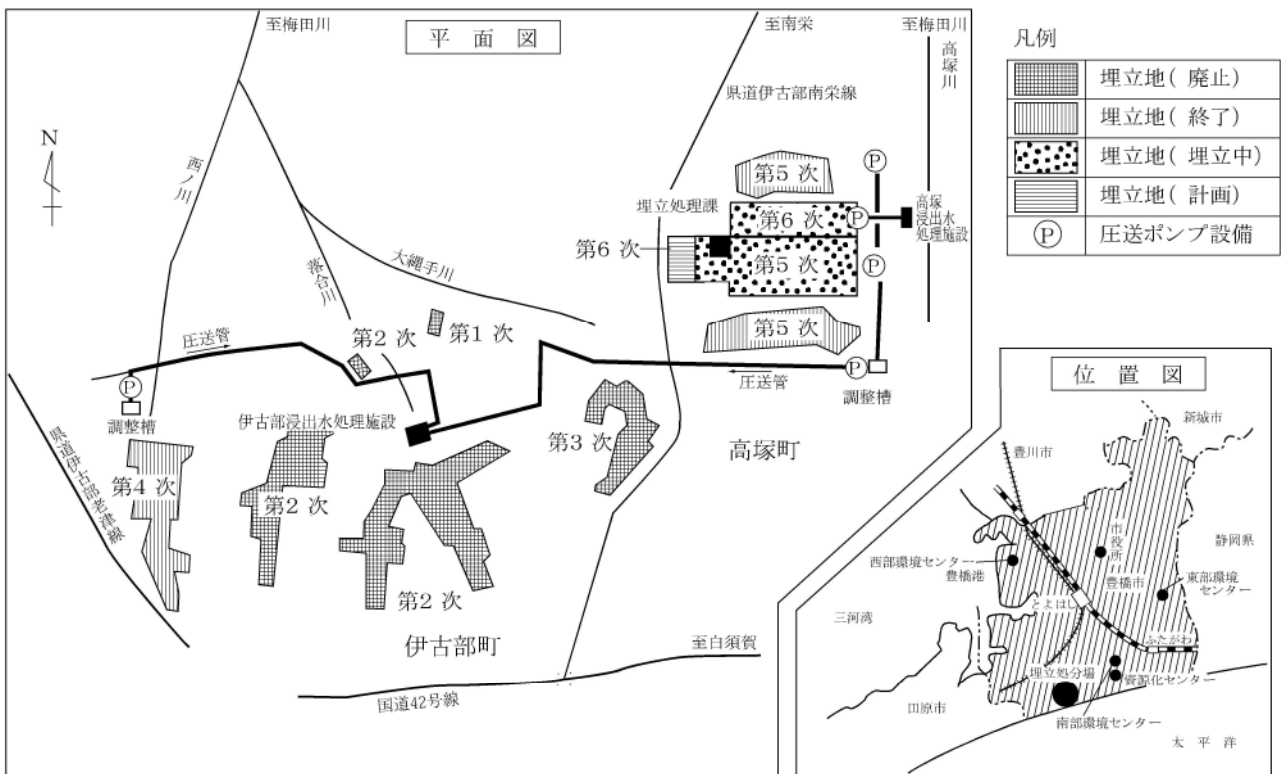 平面図
至梅田川
至南栄
至梅田川
高塚川
県道伊古部南栄線
N
西ノ川
落合川
大縄手川
第5次
埋立処理課
第6次
P
高塚
浸出水
処理施設
第6次
第5次
P
第5次
P
調整槽
圧送管
第2次
第1次
圧送管
P
調整槽
県道伊古部老津線
伊古部浸出水処理施設
第3次
高塚町
第4次
第2次
第2次
伊古部町
至白須賀
国道42号線
凡例
埋立地(廃止)
埋立地(終了)
埋立地(埋立中)
埋立地(計画)
P 圧送ポンプ設備
位置図
新城市
豊川市
市役所
静岡県
西部環境センター
豊橋港
豊橋市
東部環境
センター
とよはし
三河湾
ふたがわ
埋立処分場
資源化センター
田原市
南部環境センター
太平洋
P